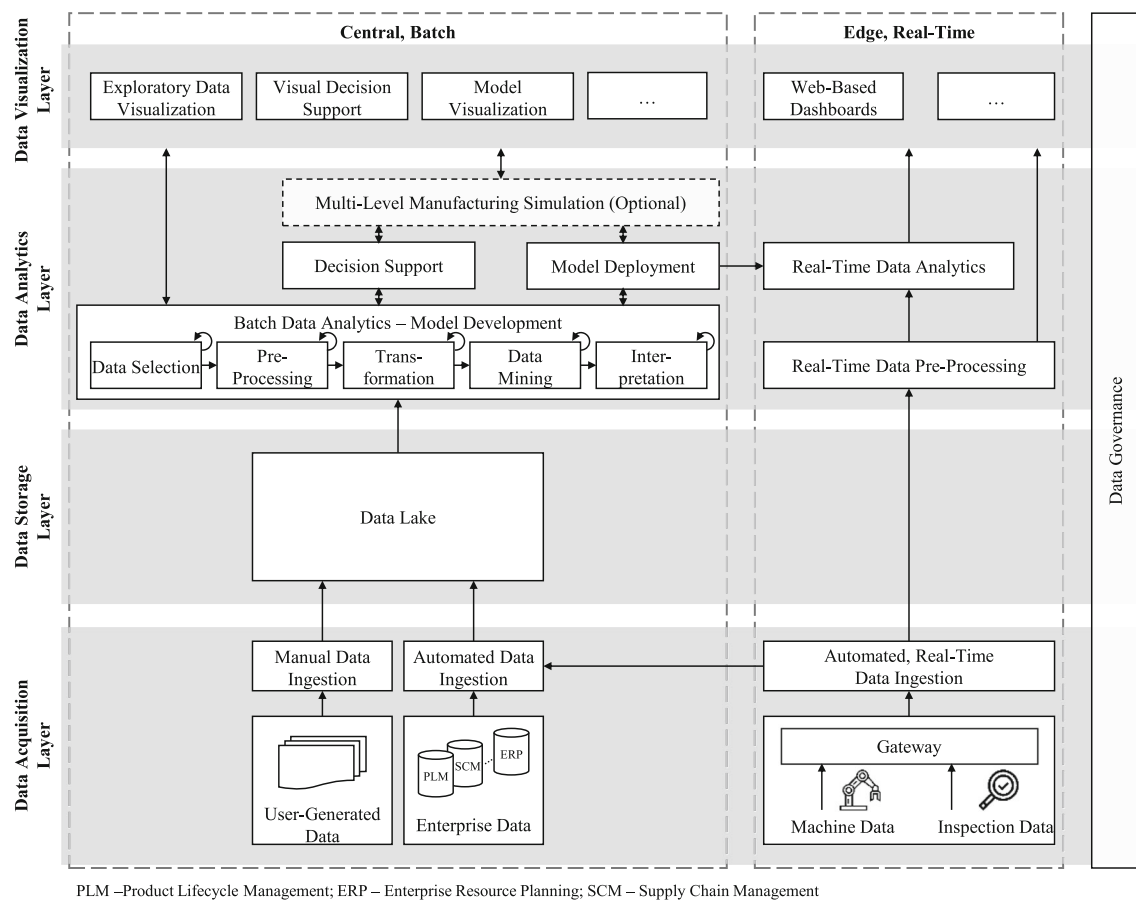 Central, Batch
Edge, Real-Time
Data Visualization
Layer
Exploratory Data
Visualization
Visual Decision
Support
Model
Visualization
...
Web-Based
Dashboards
...
Data Analytics
Layer
Multi-Level Manufacturing Simulation (Optional)
Decision Support
Model Deployment
Real-Time Data Analytics
Batch Data Analytics – Model Development
Data Selection
Pre-
Processing
Trans-
formation
Data
Mining
Inter-
pretation
Real-Time Data Pre-Processing
Data Governance
Data Storage
Layer
Data Lake
Data Acquisition
Layer
Manual Data
Ingestion
Automated Data
Ingestion
Automated, Real-Time
Data Ingestion
User-Generated
Data
PLM
SCM
ERP
Enterprise Data
Gateway
Machine Data
Inspection Data
PLM –Product Lifecycle Management; ERP – Enterprise Resource Planning; SCM – Supply Chain Management